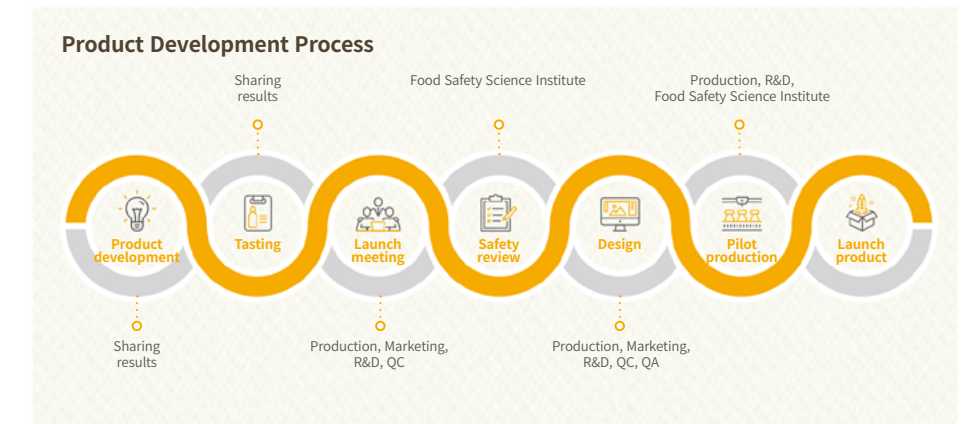 Product Development Process
Sharing
results
Food Safety Science Institute
Production, R&D,
Food Safety Science Institute
Product
development
Tasting
Launch
meeting
Safety
review
Design
Pilot
production
Launch
product
Sharing
results
Production, Marketing,
R&D, QC
Production, Marketing,
R&D, QC, QA